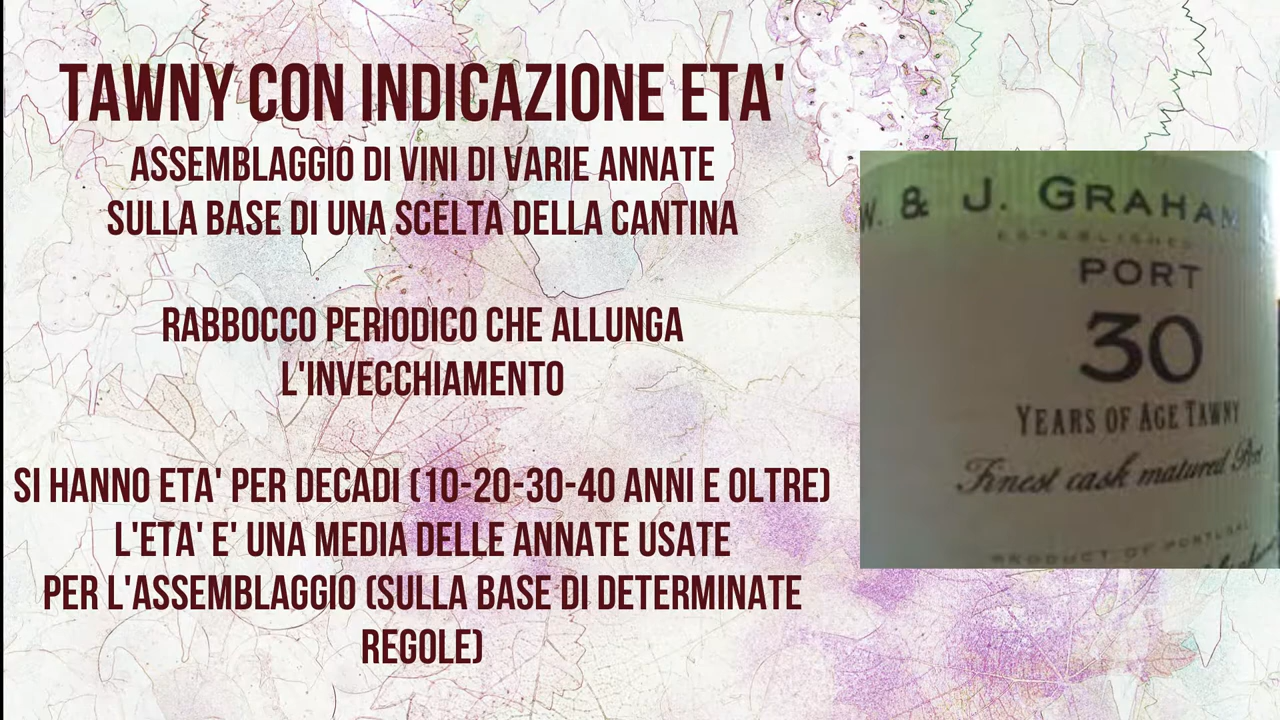 TAWNY CON INDICAZIONE ETA'
ASSEMBLAGGIO DI VINI DI VARIE ANNATE
SULLA BASE DI UNA SCELTA DELLA CANTINA
RABBOCCO PERIODICO CHE ALLUNGA
L'INVECCHIAMENTO
SI HANNO ETA' PER DECADI (10-20-30-40 ANNI E OLTRE)
L'ETA' E' UNA MEDIA DELLE ANNATE USATE
PER L'ASSEMBLAGGIO (SULLA BASE DI DETERMINATE
REGOLE)
W. & J. GRAHAM
ESTABLISHED
PORT
30
YEARS OF AGE TAWNY
Finest cask matured Port
PRODUCT OF PORTUGAL